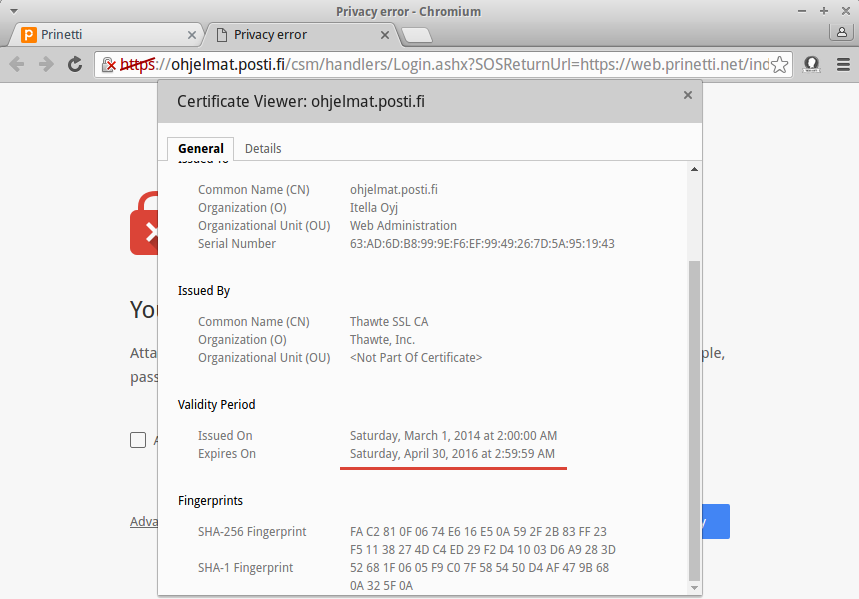 Privacy error - Chromium
Prinetti
Privacy error
https://ohjelmat.posti.fi/csm/handlers/Login.ashx?SOSReturnUrl=https://web.prinetti.net/ind
Certificate Viewer: ohjelmat.posti.fi
General Details
Issued To
Common Name (CN) ohjelmat.posti.fi
Organization (O) Itella Oyj
Organizational Unit (OU) Web Administration
Serial Number 63:AD:6D:B8:99:9E:F6:EF:99:49:26:7D:5A:95:19:43
Issued By
Common Name (CN) Thawte SSL CA
Organization (O) Thawte, Inc.
Organizational Unit (OU) <Not Part Of Certificate>
Validity Period
Issued On Saturday, March 1, 2014 at 2:00:00 AM
Expires On Saturday, April 30, 2016 at 2:59:59 AM
Fingerprints
SHA-256 Fingerprint FA C2 81 0F 06 74 E6 16 E5 0A 59 2F 2B 83 FF 23
F5 11 38 27 4D C4 ED 29 F2 D4 10 03 D6 A9 28 3D
SHA-1 Fingerprint 52 68 1F 06 05 F9 C0 7F 58 54 50 D4 AF 47 9B 68
0A 32 5F 0A
You
Atta
ple,
pass
A
Adva
y